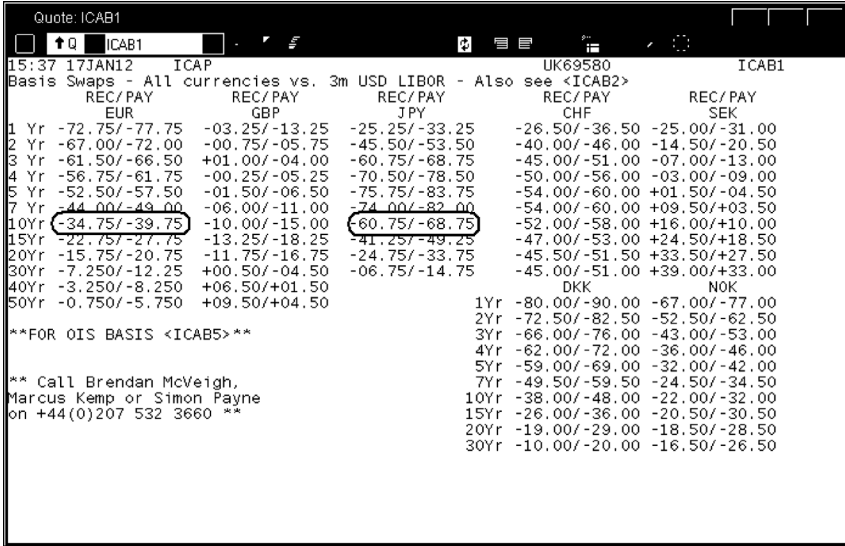 Quote: ICAB1
Q ICAB1
15:37 17JAN12 ICAP UK69580 ICAB1
Basis Swaps - All currencies vs. 3m USD LIBOR - Also see <ICAB2>
REC/PAY REC/PAY REC/PAY REC/PAY REC/PAY
EUR GBP JPY CHF SEK
1 Yr -72.75/-77.75 -03.25/-13.25 -25.25/-33.25 -26.50/-36.50 -25.00/-31.00
2 Yr -67.00/-72.00 -00.75/-05.75 -45.50/-53.50 -40.00/-46.00 -14.50/-20.50
3 Yr -61.50/-66.50 +01.00/-04.00 -60.75/-68.75 -45.00/-51.00 -07.00/-13.00
4 Yr -56.75/-61.75 -00.25/-05.25 -70.50/-78.50 -50.00/-56.00 -03.00/-09.00
5 Yr -52.50/-57.50 -01.50/-06.50 -75.75/-83.75 -54.00/-60.00 +01.50/-04.50
7 Yr -44.00/-49.00 -06.00/-11.00 -74.00/-82.00 -54.00/-60.00 +09.50/+03.50
10Yr -34.75/-39.75 -10.00/-15.00 -60.75/-68.75 -52.00/-58.00 +16.00/+10.00
15Yr -22.75/-27.75 -13.25/-18.25 -41.25/-49.25 -47.00/-53.00 +24.50/+18.50
20Yr -15.75/-20.75 -11.75/-16.75 -24.75/-33.75 -45.50/-51.50 +33.50/+27.50
30Yr -7.250/-12.25 +00.50/-04.50 -06.75/-14.75 -45.00/-51.00 +39.00/+33.00
40Yr -3.250/-8.250 +06.50/+01.50 DKK NOK
50Yr -0.750/-5.750 +09.50/+04.50 1Yr -80.00/-90.00 -67.00/-77.00
2Yr -72.50/-82.50 -52.50/-62.50
**FOR OIS BASIS <ICAB5>** 3Yr -66.00/-76.00 -43.00/-53.00
4Yr -62.00/-72.00 -36.00/-46.00
5Yr -59.00/-69.00 -32.00/-42.00
** Call Brendan McVeigh, 7Yr -49.50/-59.50 -24.50/-34.50
Marcus Kemp or Simon Payne 10Yr -38.00/-48.00 -22.00/-32.00
on +44(0)207 532 3660 ** 15Yr -26.00/-36.00 -20.50/-30.50
20Yr -19.00/-29.00 -18.50/-28.50
30Yr -10.00/-20.00 -16.50/-26.50